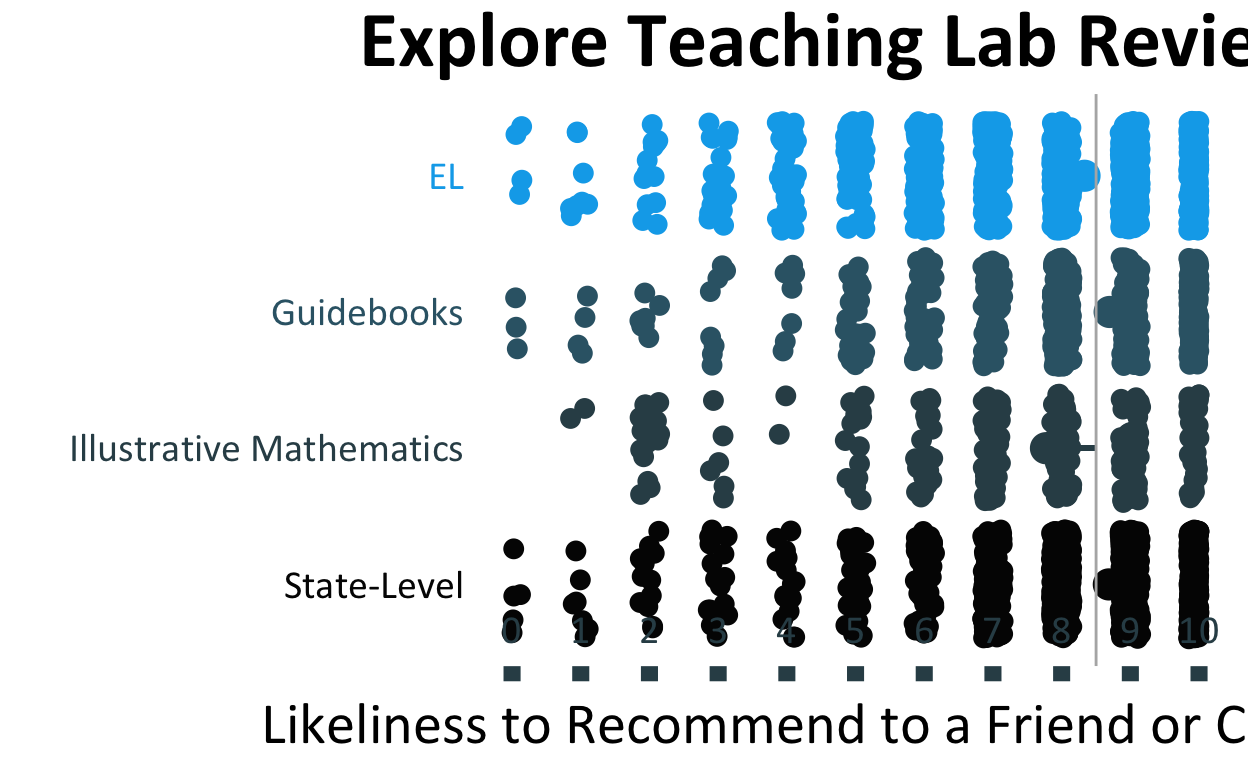 Explore Teaching Lab Revie
EL
Guidebooks
Illustrative Mathematics
State-Level
0 1 2 3 4 5 6 7 8 9 10
Likeliness to Recommend to a Friend or C